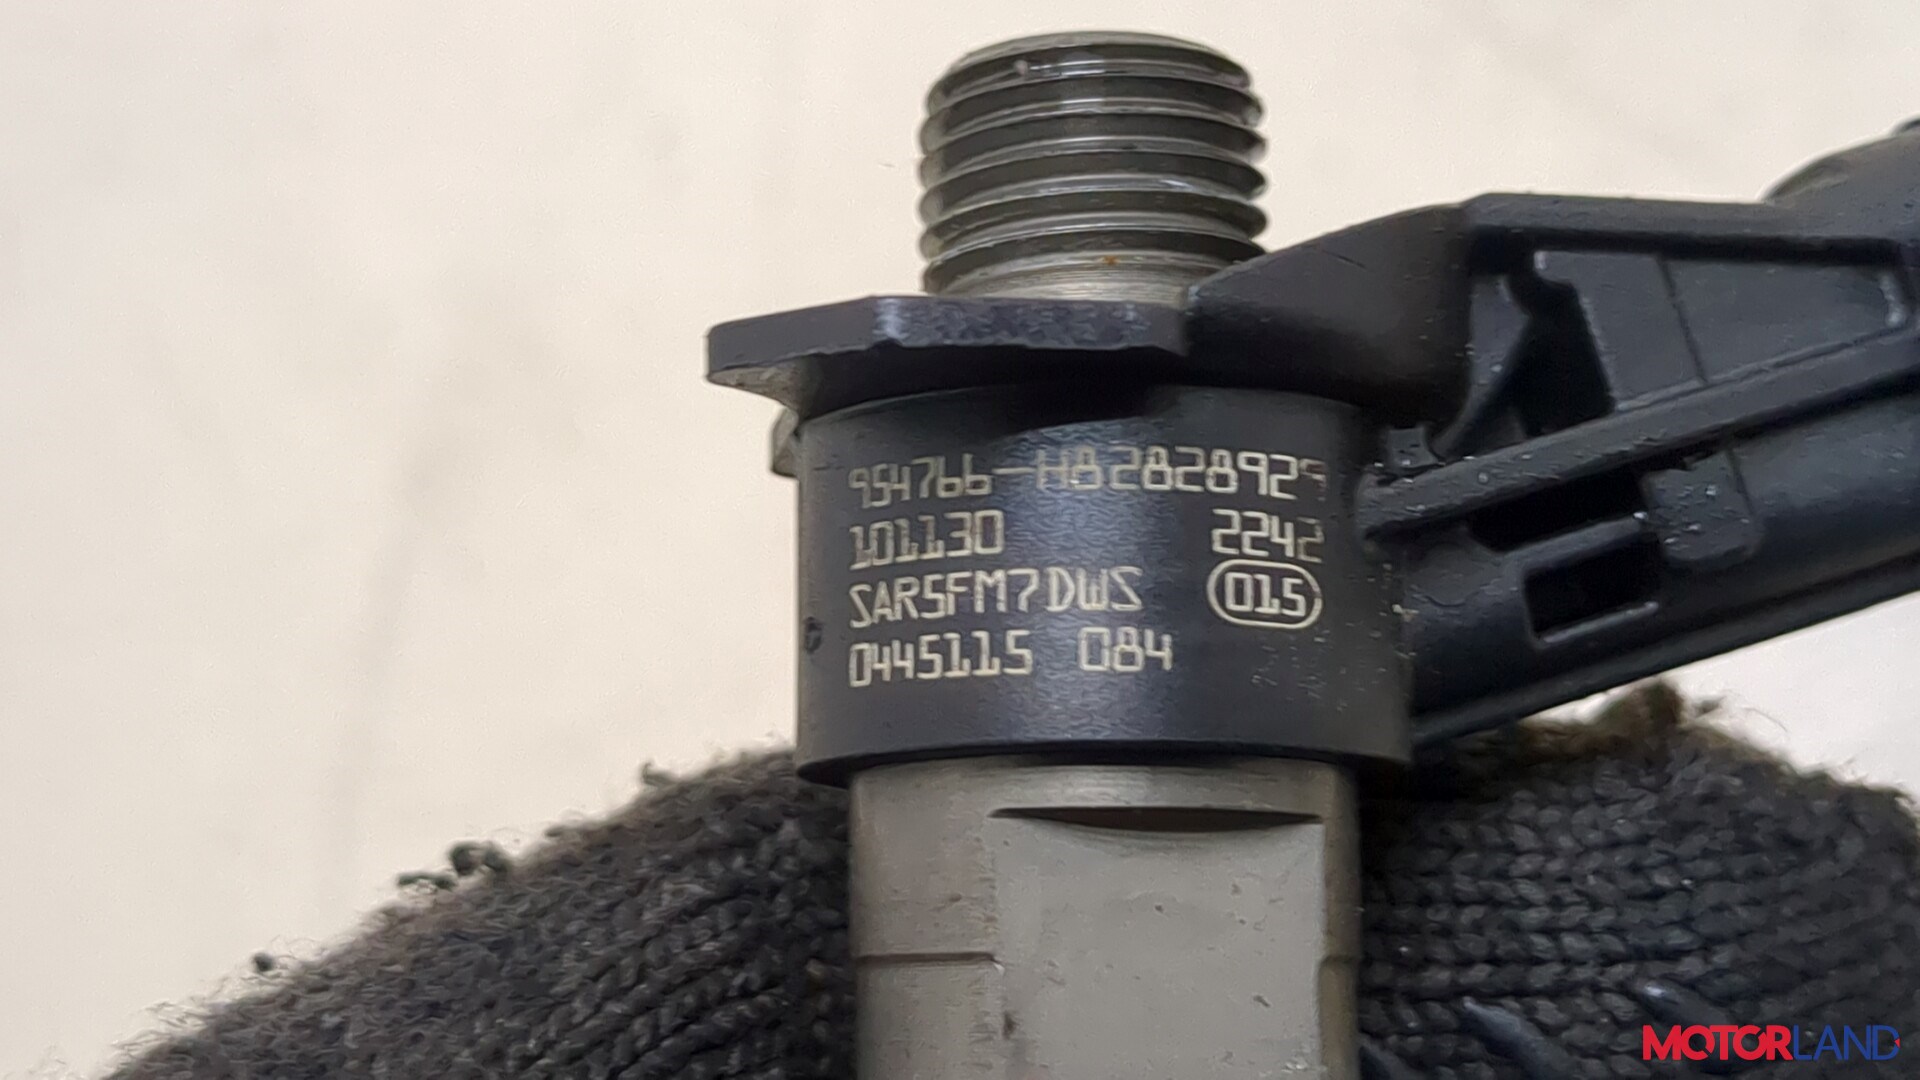 954766-H82828929
101130 2242
SAR5FM7DWS 015
0445115 084
MOTORLAND